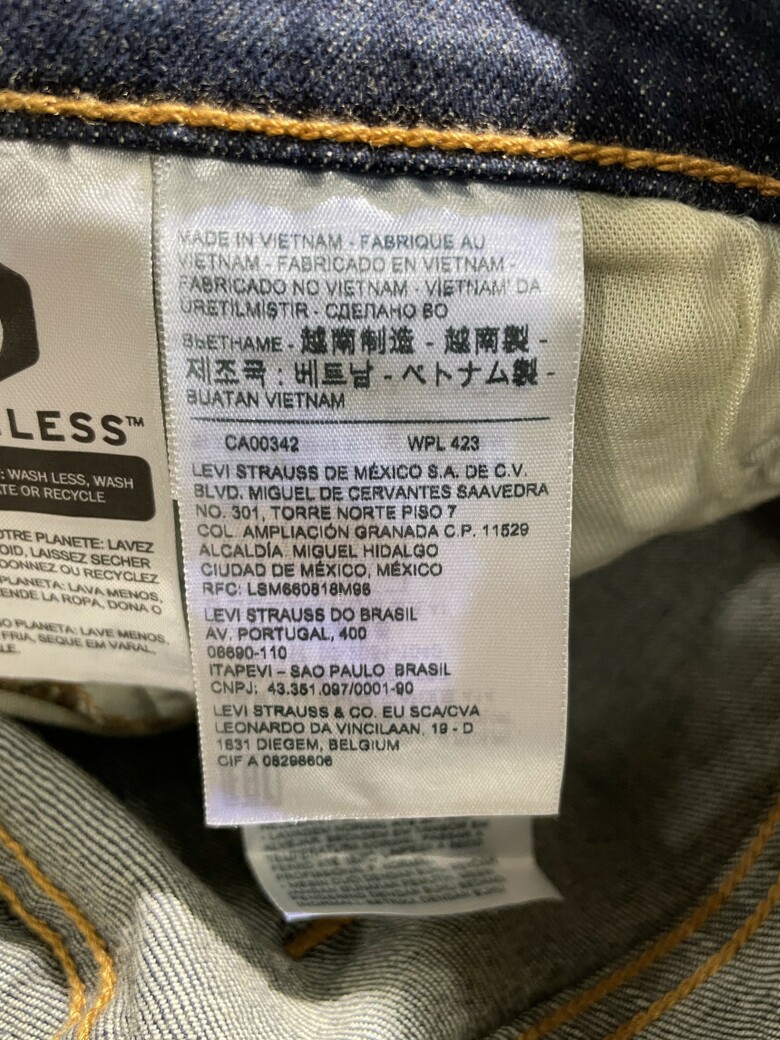 LESS™
: WASH LESS, WASH
TE OR RECYCLE
OTRE PLANETE: LAVEZ
OID, LAISSEZ SECHER
DONNEZ OU RECYCLEZ
PLANETA: LAVA MENOS,
ENDE LA ROPA, DONA O
O PLANETA: LAVE MENOS,
FRIA, SEQUE EM VARAL,
LE.
MADE IN VIETNAM - FABRIQUE AU
VIETNAM - FABRICADO EN VIETNAM -
FABRICADO NO VIETNAM - VIETNAM' DA
URETILMISTIR - СДЕЛАНО ВО
ВЬЕТНАМЕ - 越南制造 - 越南製 -
제조국 : 베트남 - ベトナム製 -
BUATAN VIETNAM
CA00342 WPL 423
LEVI STRAUSS DE MÉXICO S.A. DE C.V.
BLVD. MIGUEL DE CERVANTES SAAVEDRA
NO. 301, TORRE NORTE PISO 7
COL. AMPLIACIÓN GRANADA C.P. 11529
ALCALDÍA MIGUEL HIDALGO
CIUDAD DE MÉXICO, MÉXICO
RFC: LSM660818M96
LEVI STRAUSS DO BRASIL
AV. PORTUGAL, 400
06690-110
ITAPEVI – SAO PAULO BRASIL
CNPJ: 43.351.097/0001-90
LEVI STRAUSS & CO. EU SCA/CVA
LEONARDO DA VINCILAAN, 19 - D
1831 DIEGEM, BELGIUM
CIF A 08298606